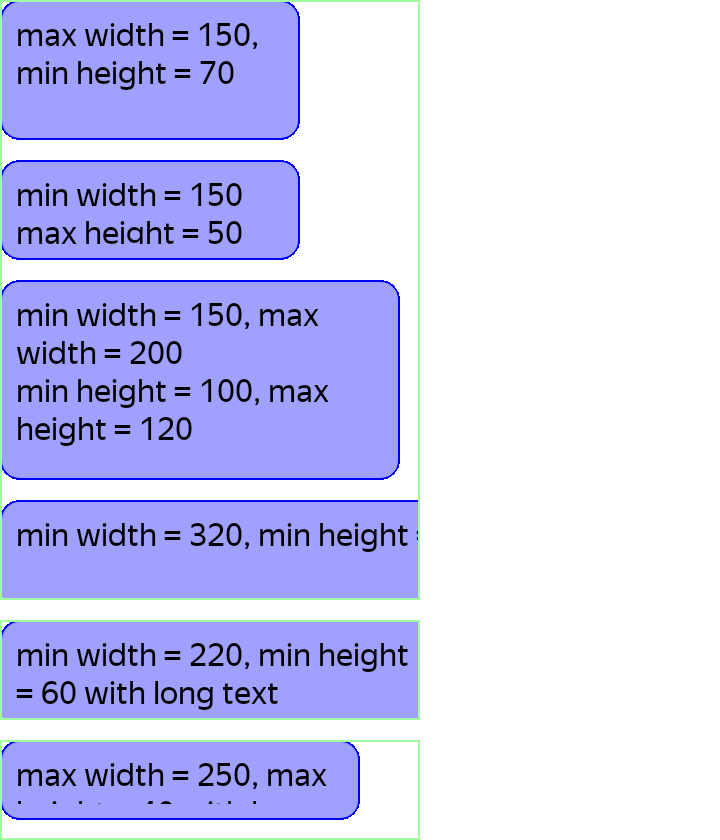 max width = 150,
min height = 70
min width = 150
max height = 50
min width = 150, max
width = 200
min height = 100, max
height = 120
min width = 320, min height
min width = 220, min height
= 60 with long text
max width = 250, max